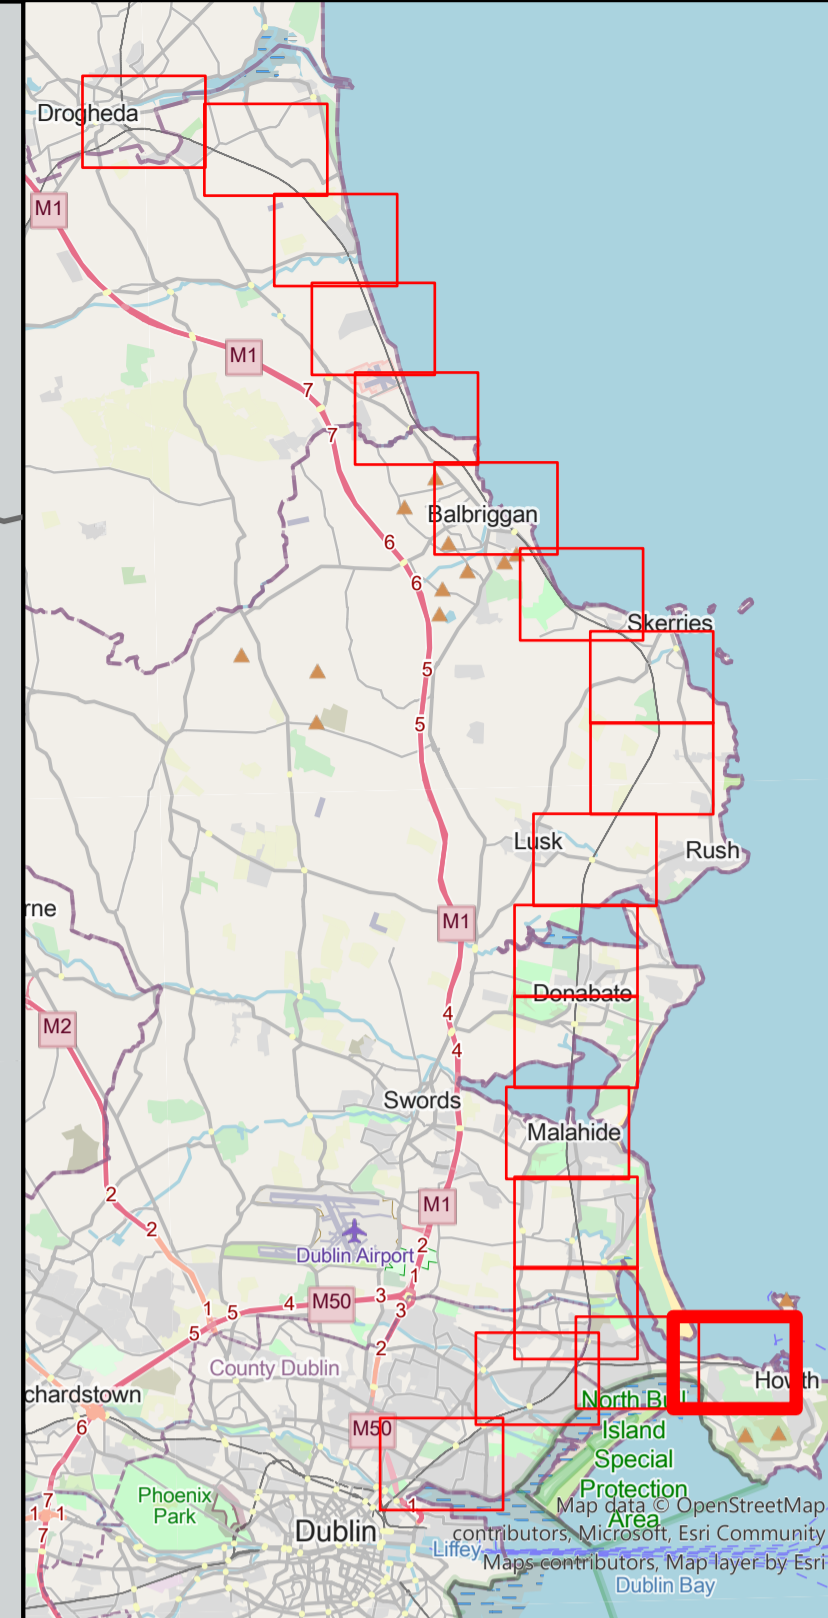 Drogheda
M1
M1
7
7
Balbriggan
6
6
Skerries
5
5
Lusk
Rush
rne
M1
Donabate
M2
4
4
Swords
Malahide
2
M1
2
2
Dublin Airport
1
3
M50
4
5
1
3
5
2
County Dublin
chardstown
Howth
North Bull
Island
Special
Protection
Area
6
M50
7
1 1
7
Phoenix
Park
1
Dublin
Liffey
Map data © OpenStreetMap
contributors, Microsoft, Esri Community
Maps contributors, Map layer by Esri
Dublin Bay